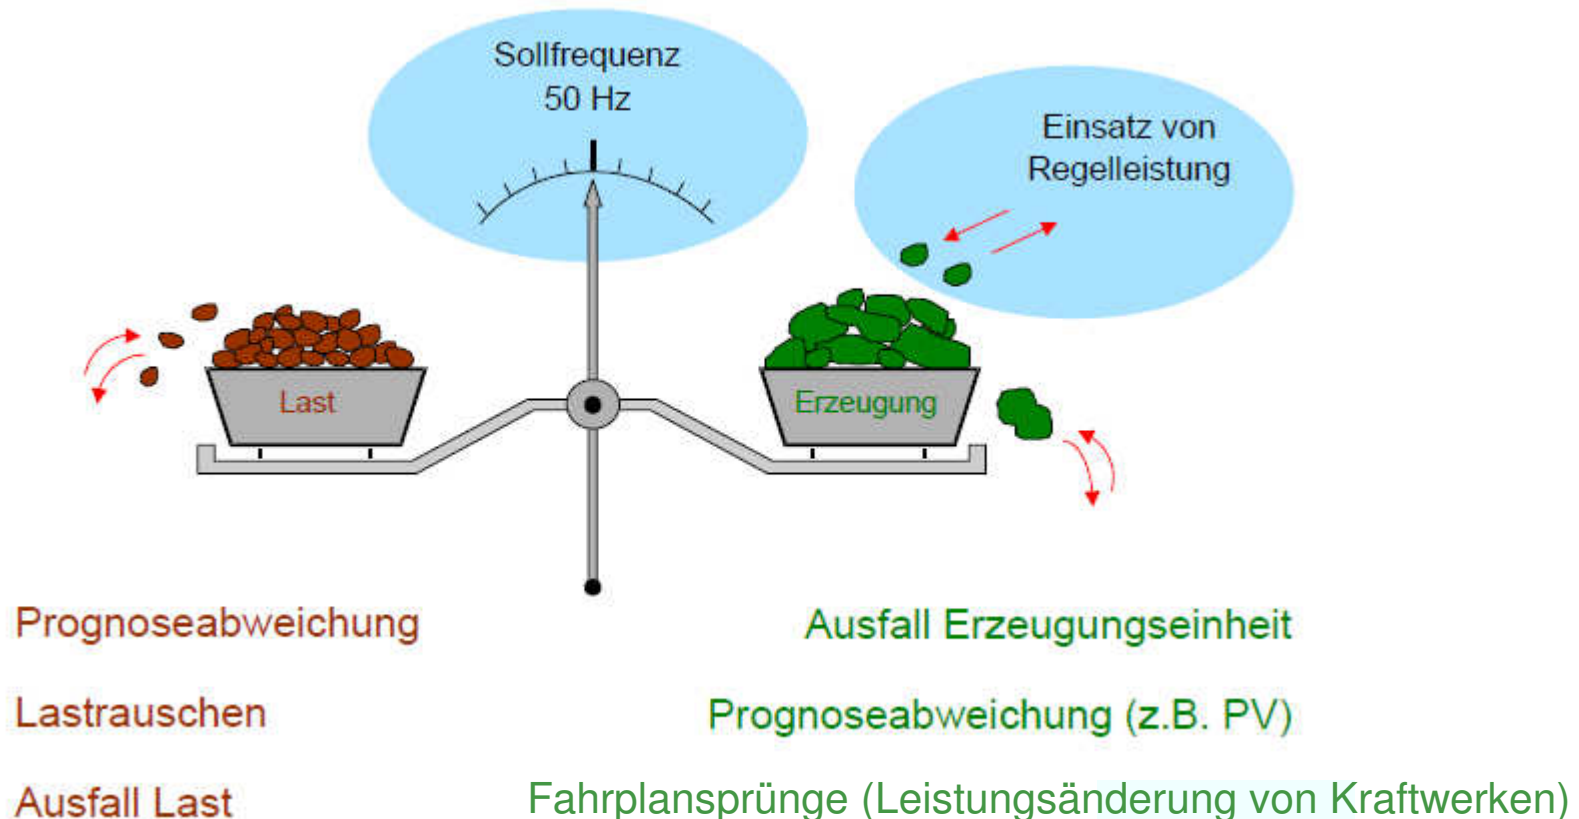 Sollfrequenz
50 Hz
Einsatz von
Regelleistung
Last
Erzeugung
Prognoseabweichung
Ausfall Erzeugungseinheit
Lastrauschen
Prognoseabweichung (z.B. PV)
Ausfall Last
Fahrplansprünge (Leistungsänderung von Kraftwerken)